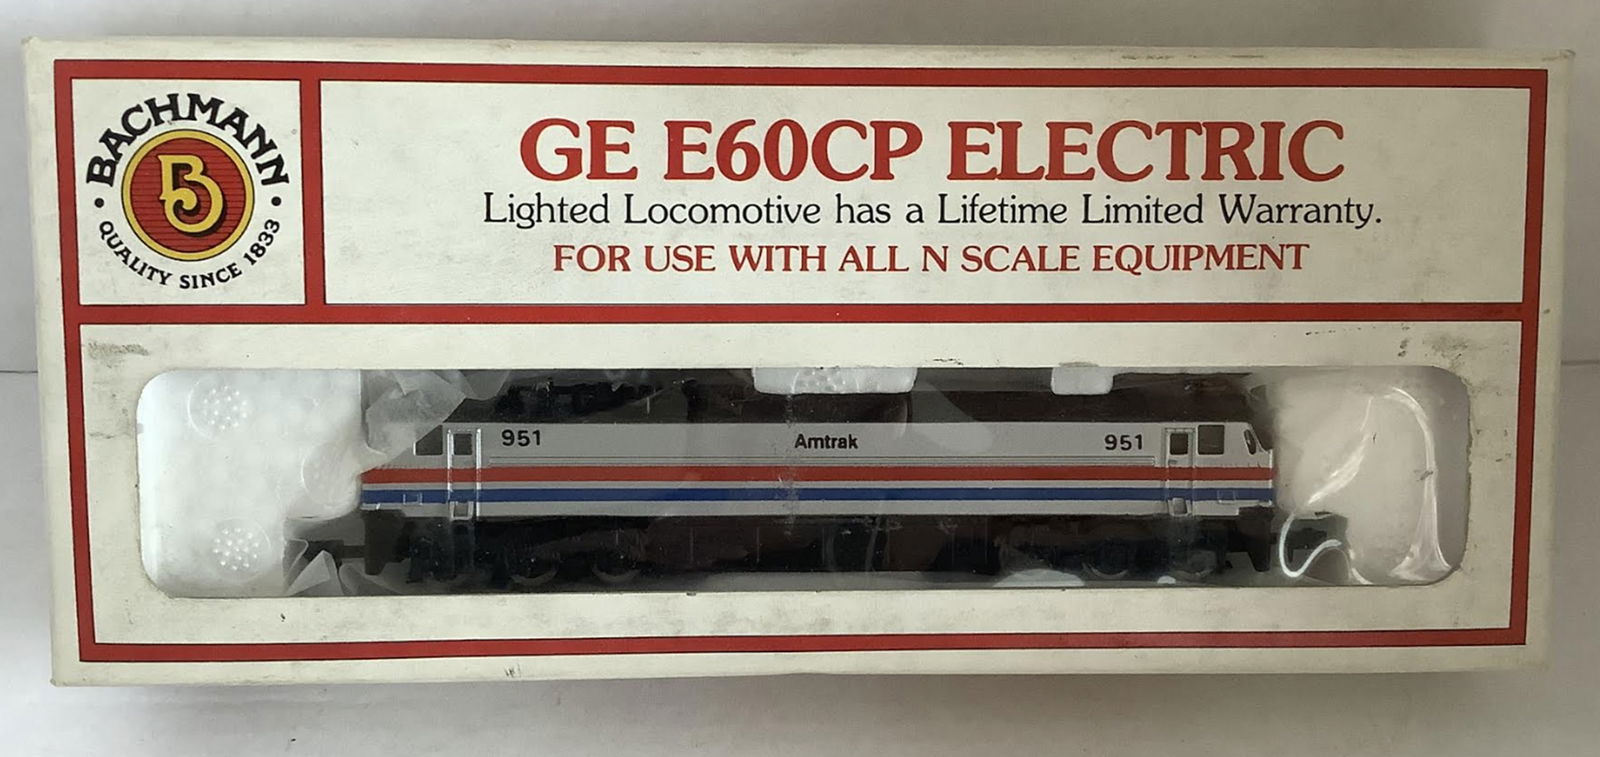 BACHMANN
B
• QUALITY SINCE 1833 •
GE E60CP ELECTRIC
Lighted Locomotive has a Lifetime Limited Warranty.
FOR USE WITH ALL N SCALE EQUIPMENT
951 Amtrak 951